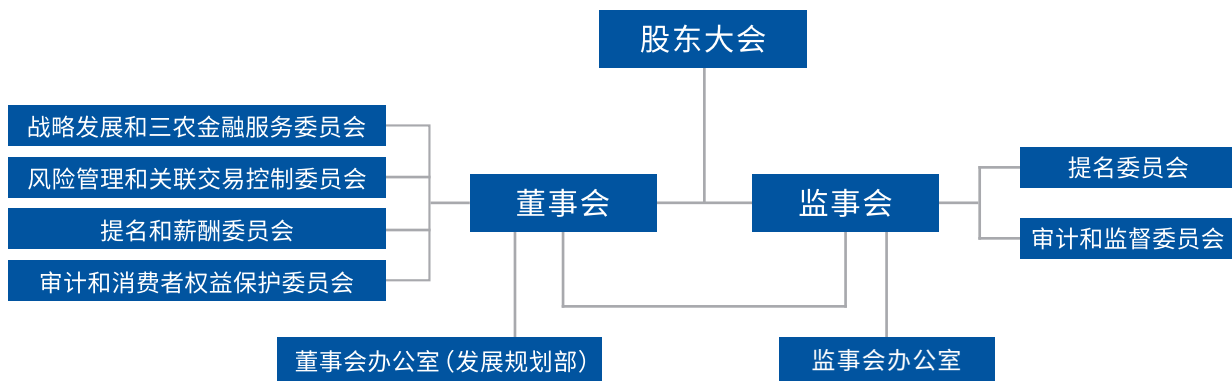 股东大会
战略发展和三农金融服务委员会
风险管理和关联交易控制委员会
提名和薪酬委员会
审计和消费者权益保护委员会
董事会
监事会
提名委员会
审计和监督委员会
董事会办公室（发展规划部）
监事会办公室